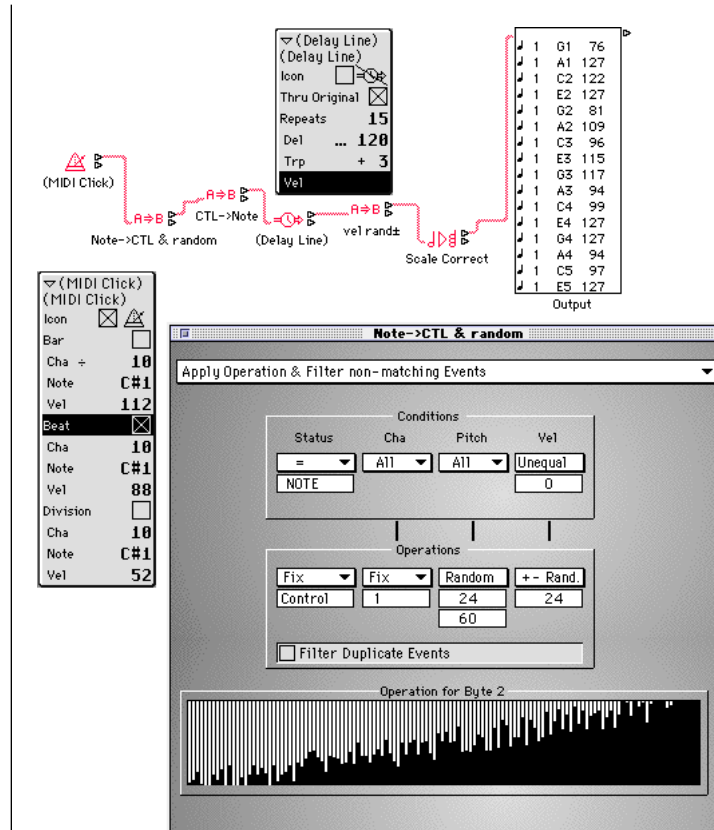 ▽(Delay Line)
(Delay Line)
Icon
Thru Original
Repeats 15
Del ... 120
Trp + 3
Vel
(MIDI Click)
A⇒B
Note->CTL & random
A⇒B
CTL->Note
(Delay Line)
A⇒B
vel rand±
Scale Correct
1 G1 76
1 A1 127
1 C2 122
1 E2 127
1 G2 81
1 A2 109
1 C3 96
1 E3 115
1 G3 117
1 A3 94
1 C4 99
1 E4 127
1 G4 127
1 A4 94
1 C5 97
1 E5 127
Output
▽(MIDI Click)
(MIDI Click)
Icon
Bar
Cha ÷ 10
Note C#1
Vel 112
Beat
Cha 10
Note C#1
Vel 88
Division
Cha 10
Note C#1
Vel 52
Note->CTL & random
Apply Operation & Filter non-matching Events
Conditions
Status Cha Pitch Vel
= All All Unequal
NOTE 0
Operations
Fix Fix Random +- Rand.
Control 1 24 24
60
Filter Duplicate Events
Operation for Byte 2